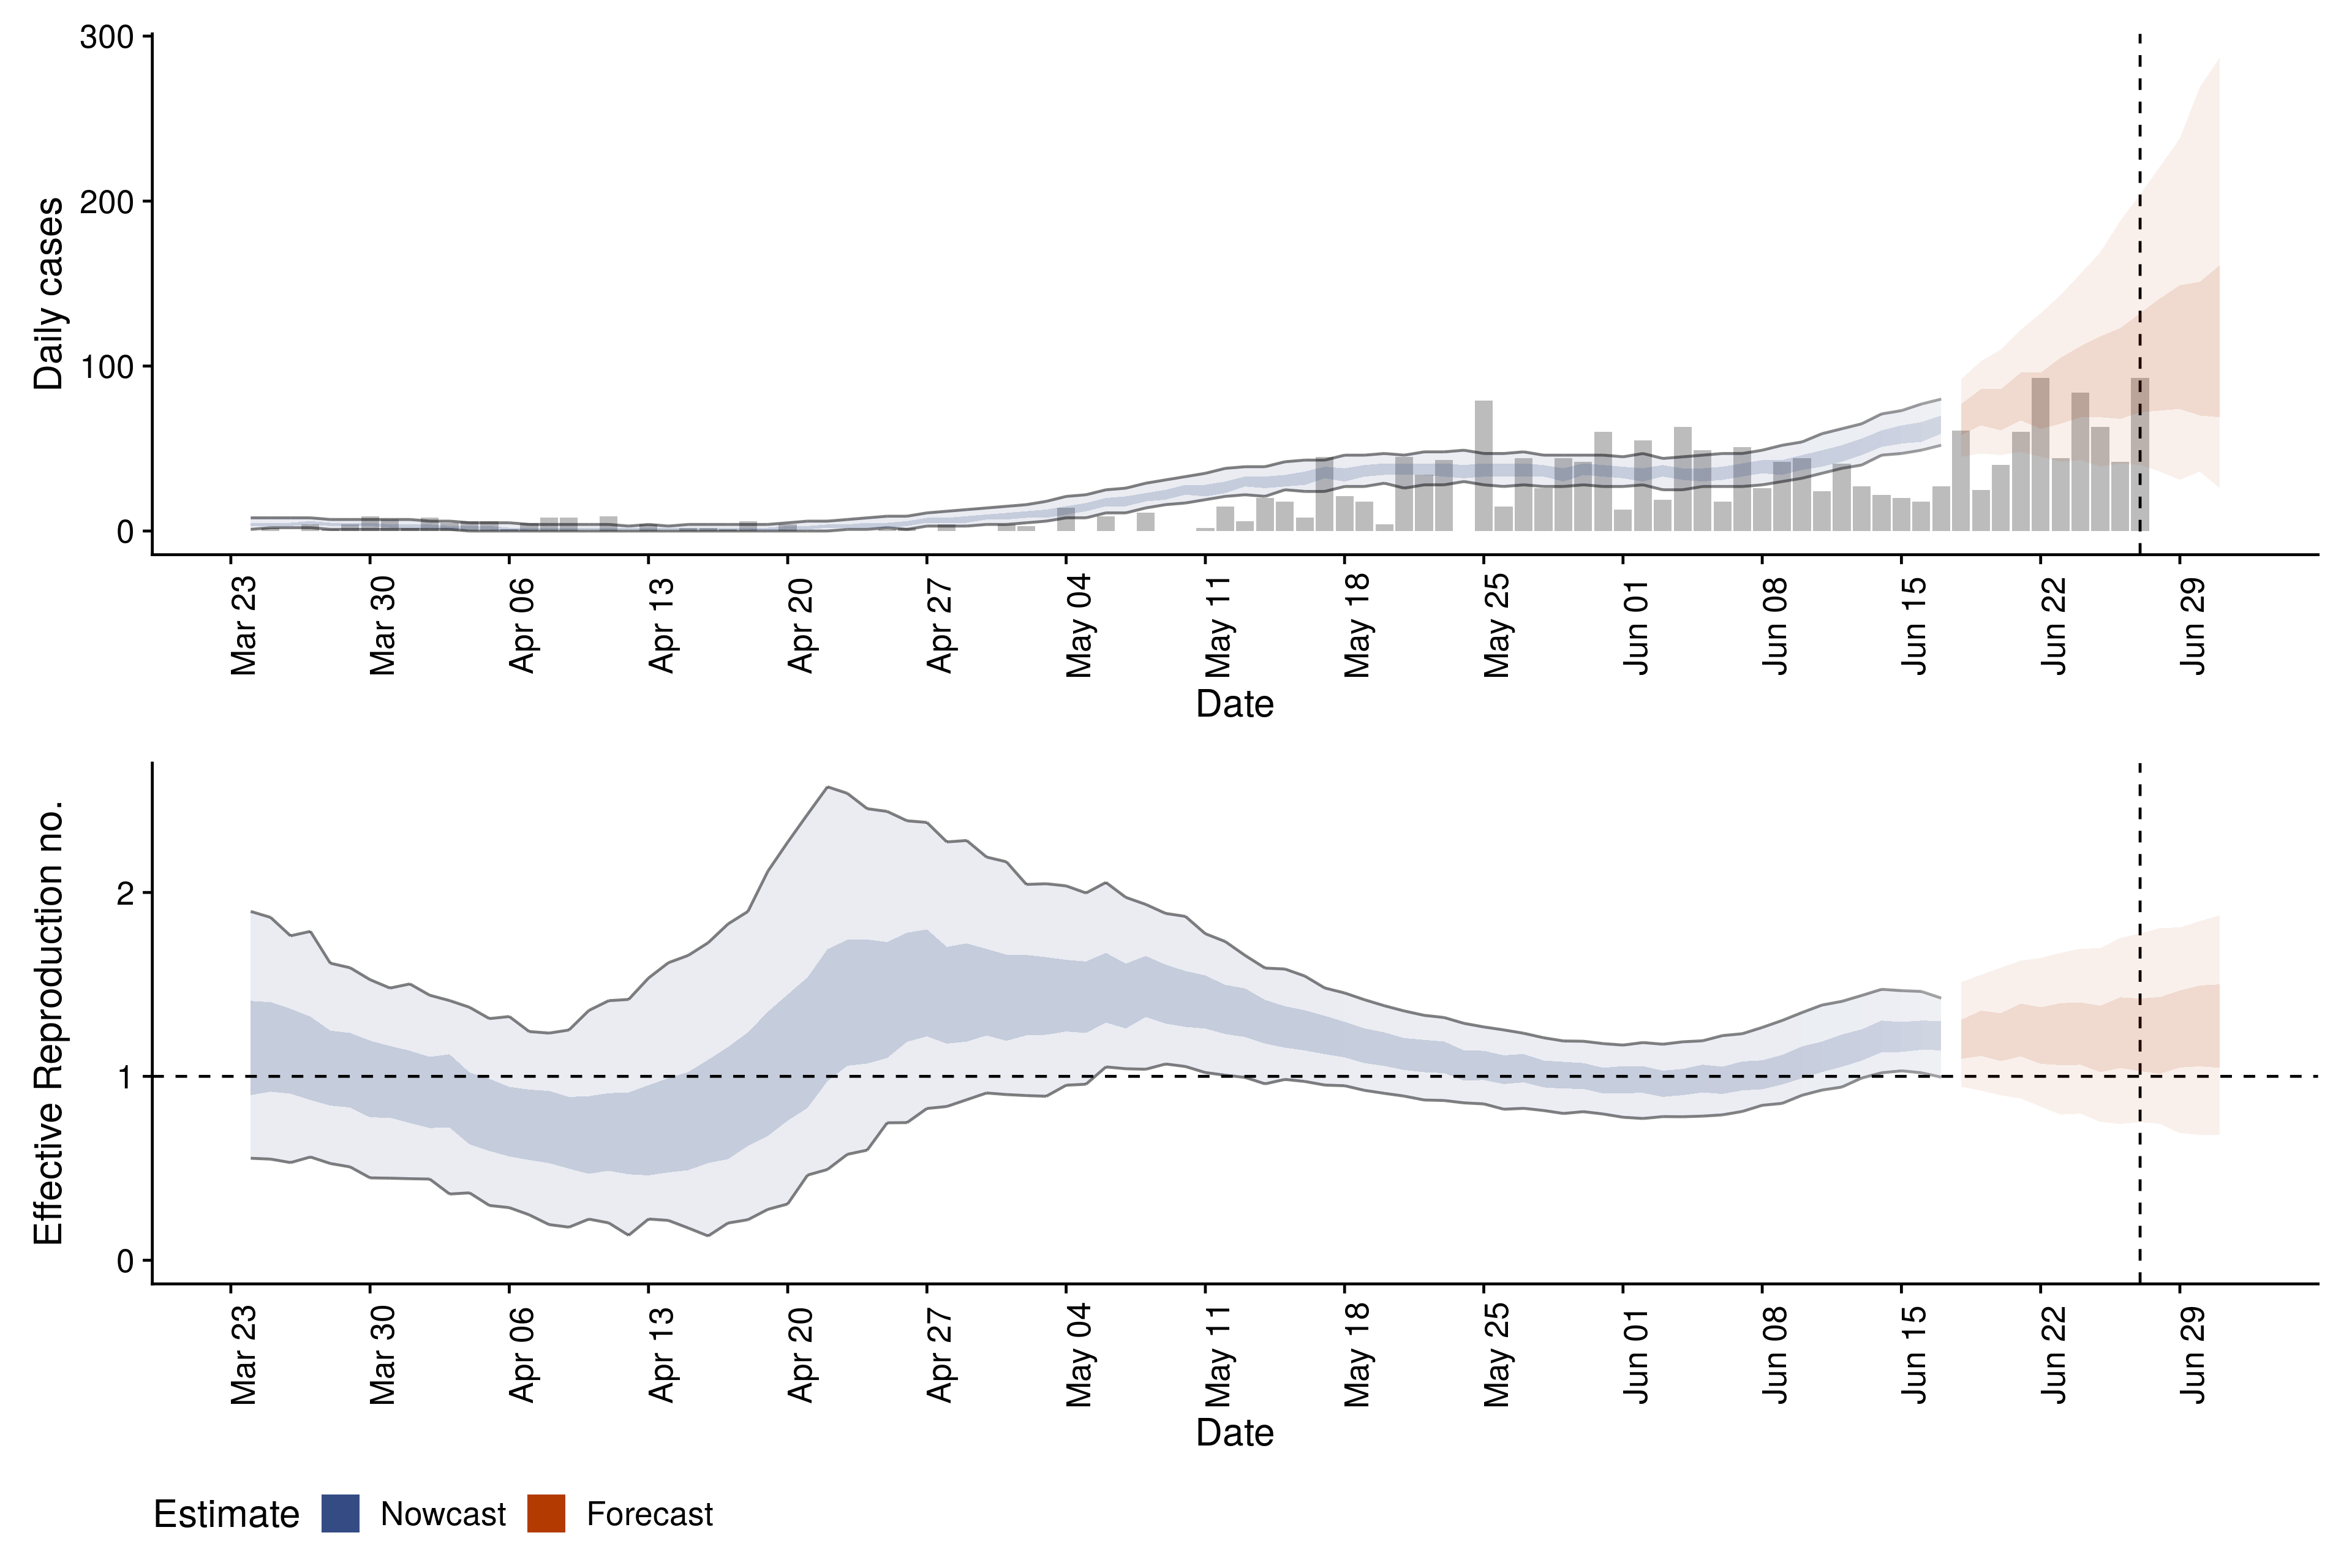 300
200
100
0
Daily cases
Mar 23
Mar 30
Apr 06
Apr 13
Apr 20
Apr 27
May 04
May 11
May 18
May 25
Jun 01
Jun 08
Jun 15
Jun 22
Jun 29
Date
2
1
0
Effective Reproduction no.
Mar 23
Mar 30
Apr 06
Apr 13
Apr 20
Apr 27
May 04
May 11
May 18
May 25
Jun 01
Jun 08
Jun 15
Jun 22
Jun 29
Date
Estimate Nowcast Forecast